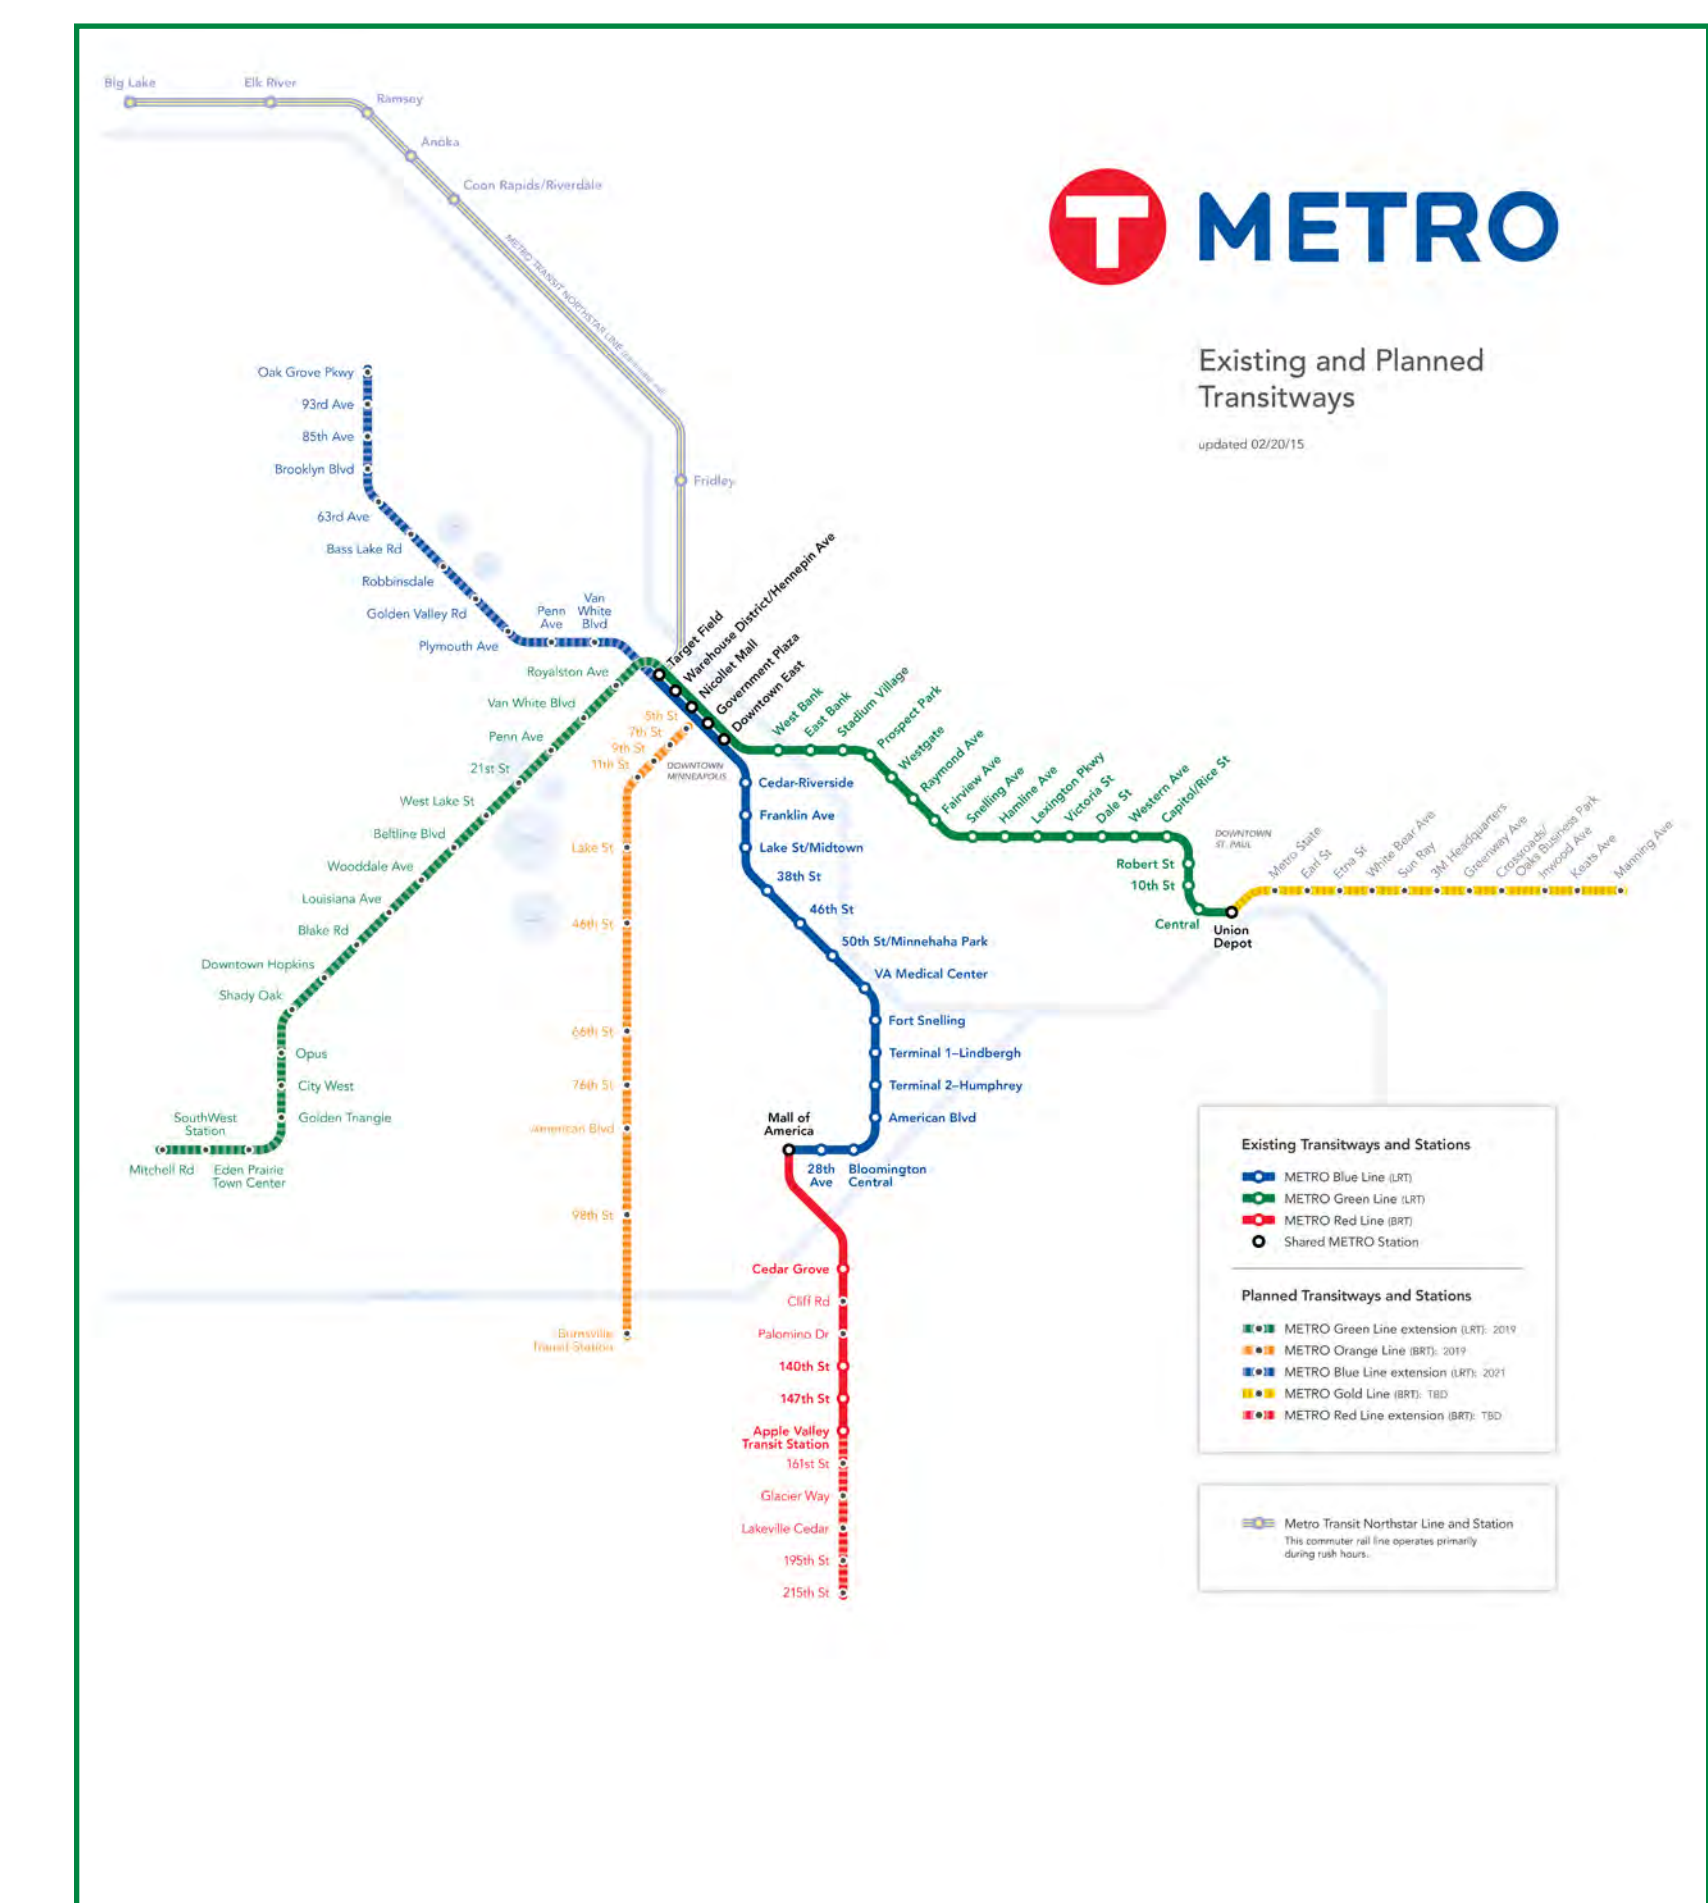 Big Lake
Elk River
Ramsey
Anoka
Coon Rapids/Riverdale
METRO TRANSIT NORTHSTAR LINE
Fridley
T METRO
Existing and Planned
Transitways
updated 02/20/15
Oak Grove Pkwy
93rd Ave
85th Ave
Brooklyn Blvd
63rd Ave
Bass Lake Rd
Robbinsdale
Golden Valley Rd
Plymouth Ave
Penn
Ave
Van
White
Blvd
Target Field
Warehouse District/Hennepin Ave
Nicollet Mall
Government Plaza
Downtown East
Royalston Ave
Van White Blvd
Penn Ave
21st St
West Lake St
Beltline Blvd
Wooddale Ave
Louisiana Ave
Blake Rd
Downtown Hopkins
Shady Oak
Opus
City West
Golden Triangle
SouthWest
Station
Mitchell Rd
Eden Prairie
Town Center
5th St
7th St
9th St
11th St
DOWNTOWN
MINNEAPOLIS
Lake St
46th St
66th St
76th St
American Blvd
98th St
Burnsville
Transit Station
West Bank
East Bank
Stadium Village
Prospect Park
Westgate
Raymond Ave
Fairview Ave
Snelling Ave
Hamline Ave
Lexington Pkwy
Victoria St
Dale St
Western Ave
Capitol/Rice St
DOWNTOWN
ST. PAUL
Robert St
10th St
Central
Union
Depot
Metro State
Earl St
Etna St
White Bear Ave
Sun Ray
3M Headquarters
Greenway Ave
Crossroads/
Oaks Business Park
Inwood Ave
Keats Ave
Manning Ave
Cedar-Riverside
Franklin Ave
Lake St/Midtown
38th St
46th St
50th St/Minnehaha Park
VA Medical Center
Fort Snelling
Terminal 1–Lindbergh
Terminal 2–Humphrey
American Blvd
Mall of
America
28th
Ave
Bloomington
Central
Cedar Grove
Cliff Rd
Palomino Dr
140th St
147th St
Apple Valley
Transit Station
161st St
Glacier Way
Lakeville Cedar
195th St
215th St
Existing Transitways and Stations
METRO Blue Line (LRT)
METRO Green Line (LRT)
METRO Red Line (BRT)
Shared METRO Station
Planned Transitways and Stations
METRO Green Line extension (LRT): 2019
METRO Orange Line (BRT): 2019
METRO Blue Line extension (LRT): 2021
METRO Gold Line (BRT): TBD
METRO Red Line extension (BRT): TBD
Metro Transit Northstar Line and Station
This commuter rail line operates primarily
during rush hours.